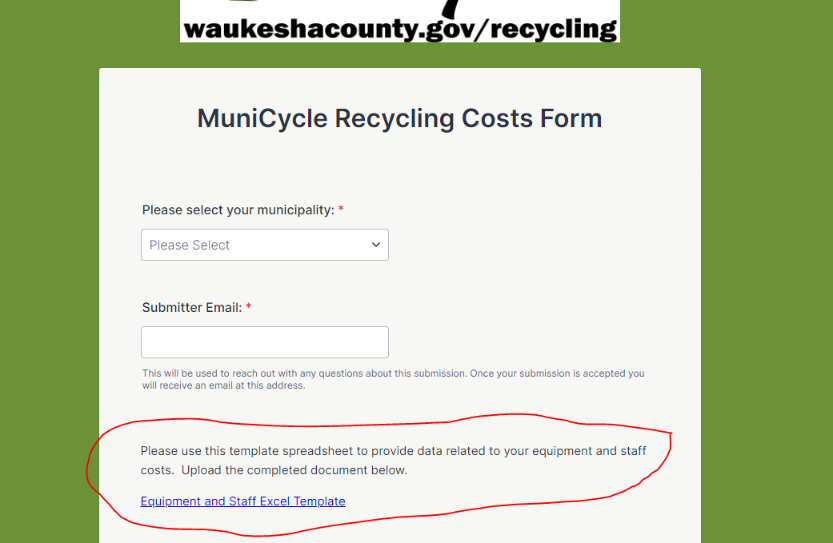 waukeshacounty.gov/recycling
MuniCycle Recycling Costs Form
Please select your municipality: *
Please Select
Submitter Email: *
This will be used to reach out with any questions about this submission. Once your submission is accepted you
will receive an email at this address.
Please use this template spreadsheet to provide data related to your equipment and staff
costs.  Upload the completed document below.
Equipment and Staff Excel Template